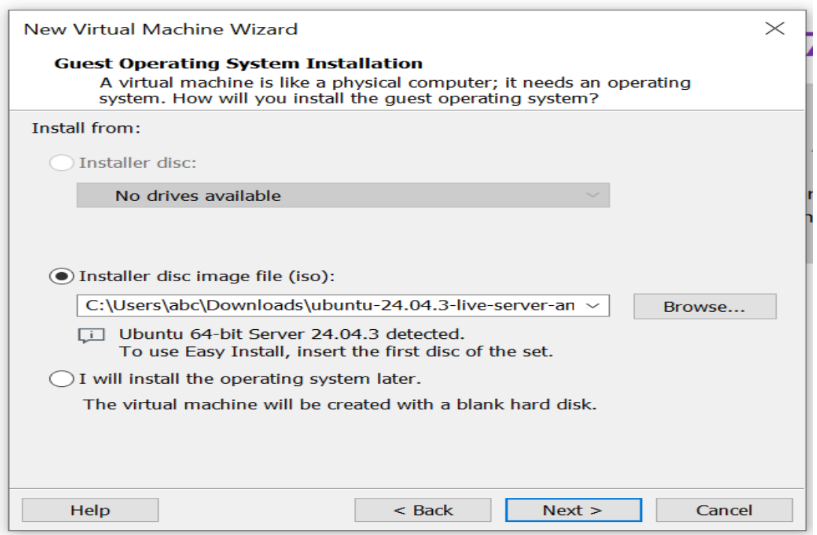 New Virtual Machine Wizard
Guest Operating System Installation
A virtual machine is like a physical computer; it needs an operating
system. How will you install the guest operating system?
Install from:
Installer disc:
No drives available
Installer disc image file (iso):
C:\Users\abc\Downloads\ubuntu-24.04.3-live-server-an
Browse...
Ubuntu 64-bit Server 24.04.3 detected.
To use Easy Install, insert the first disc of the set.
I will install the operating system later.
The virtual machine will be created with a blank hard disk.
Help
< Back
Next >
Cancel